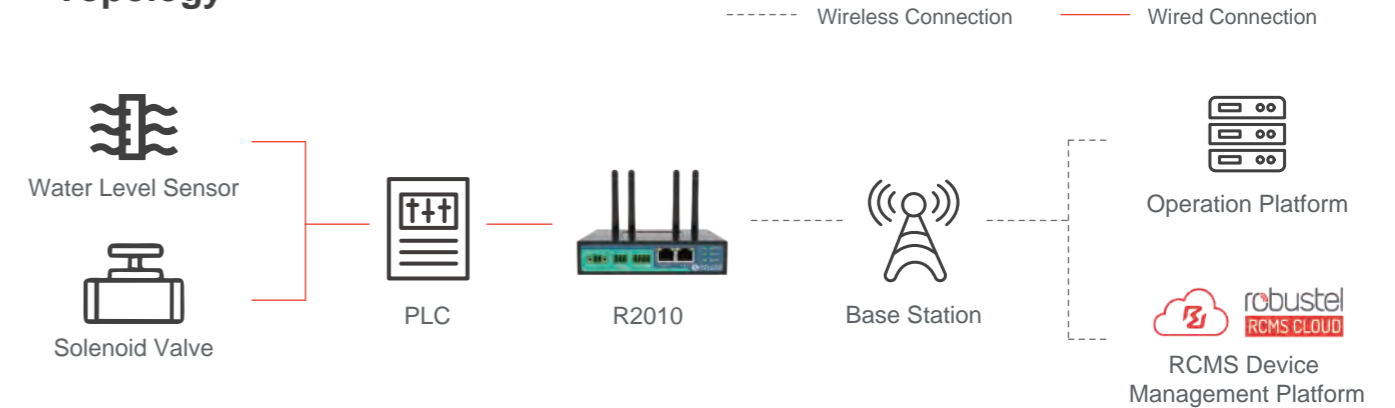 Topology
Wireless Connection
Wired Connection
Water Level Sensor
Solenoid Valve
PLC
R2010
Base Station
Operation Platform
robustel
RCMS CLOUD
RCMS Device
Management Platform